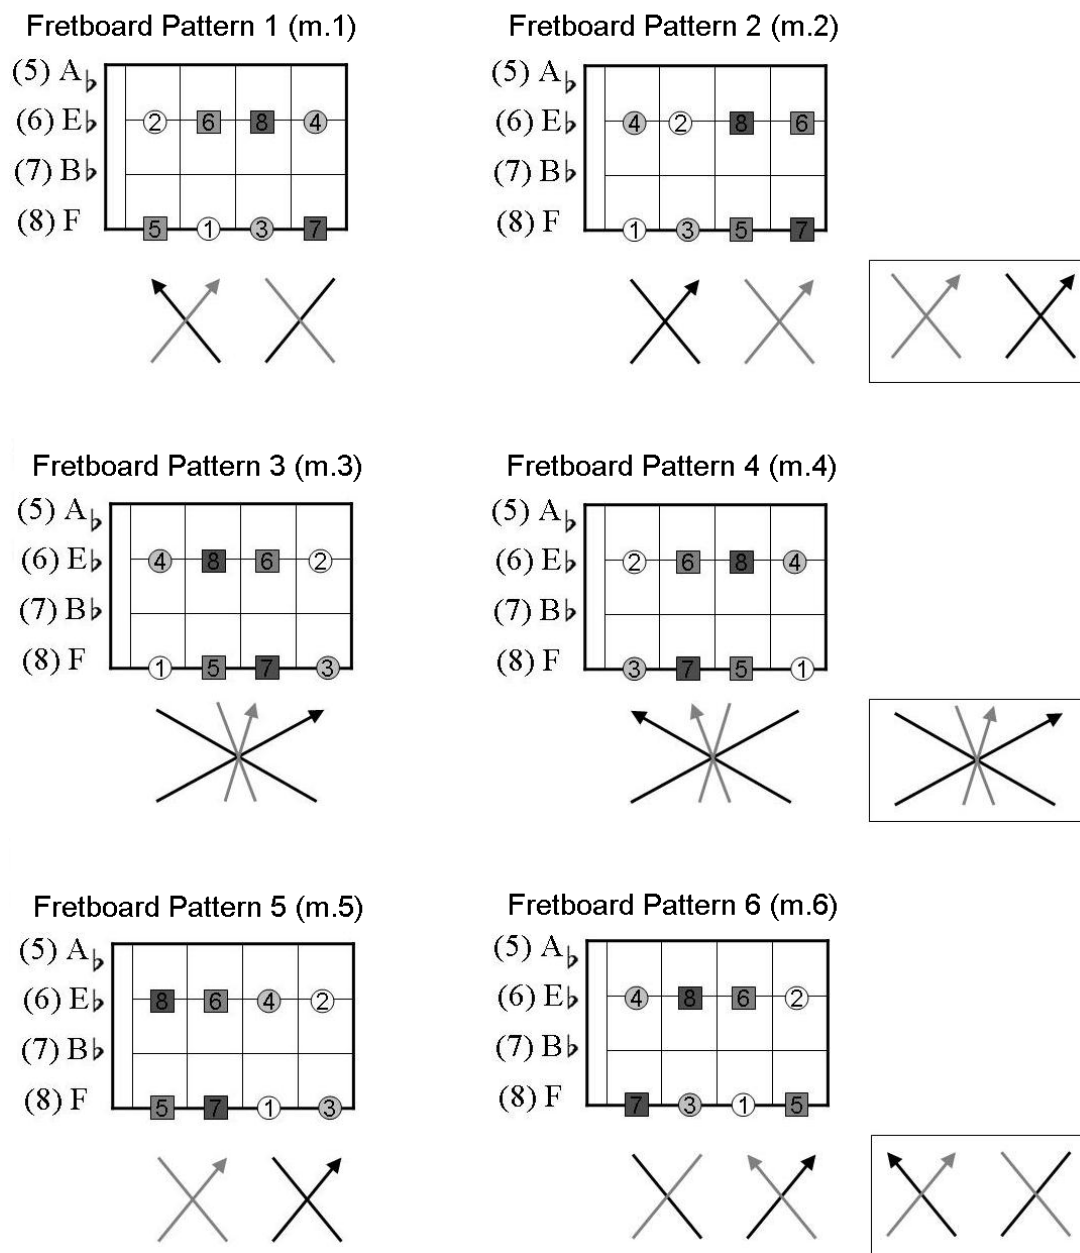 Fretboard Pattern 1 (m.1)
(5) A♭
(6) E♭
2 6 8 4
(7) B♭
(8) F
5 1 3 7
Fretboard Pattern 2 (m.2)
(5) A♭
(6) E♭
4 2 8 6
(7) B♭
(8) F
1 3 5 7
Fretboard Pattern 3 (m.3)
(5) A♭
(6) E♭
4 8 6 2
(7) B♭
(8) F
1 5 7 3
Fretboard Pattern 4 (m.4)
(5) A♭
(6) E♭
2 6 8 4
(7) B♭
(8) F
3 7 5 1
Fretboard Pattern 5 (m.5)
(5) A♭
(6) E♭
8 6 4 2
(7) B♭
(8) F
5 7 1 3
Fretboard Pattern 6 (m.6)
(5) A♭
(6) E♭
4 8 6 2
(7) B♭
(8) F
7 3 1 5